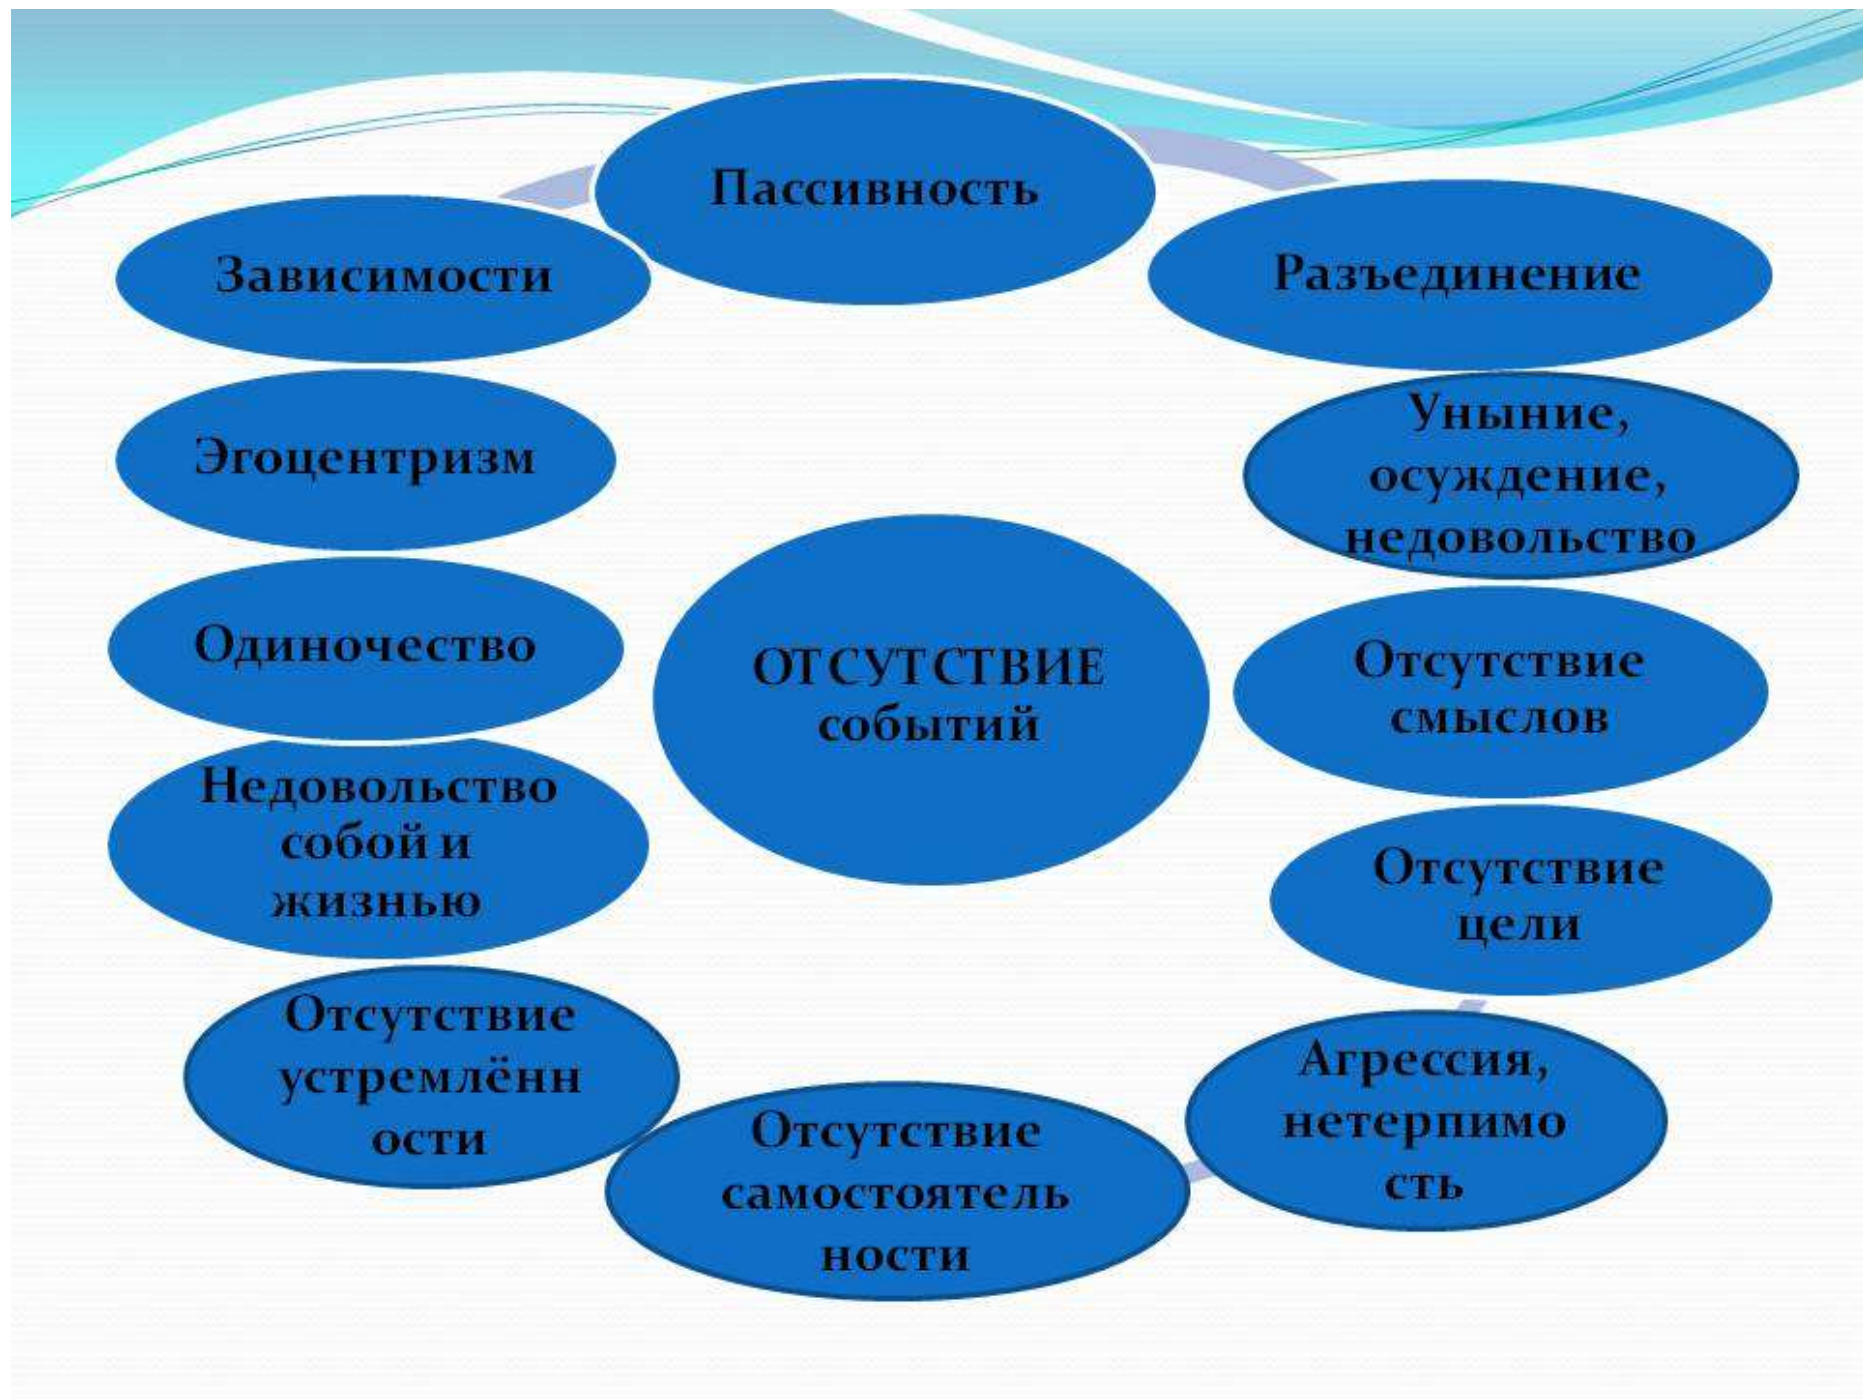 Пассивность
Зависимости
Разъединение
Эгоцентризм
Уныние,
осуждение,
недовольство
Одиночество
ОТСУТСТВИЕ
событий
Отсутствие
смыслов
Недовольство
собой и
жизнью
Отсутствие
цели
Отсутствие
устремлённ
ости
Агрессия,
нетерпимо
сть
Отсутствие
самостоятель
ности